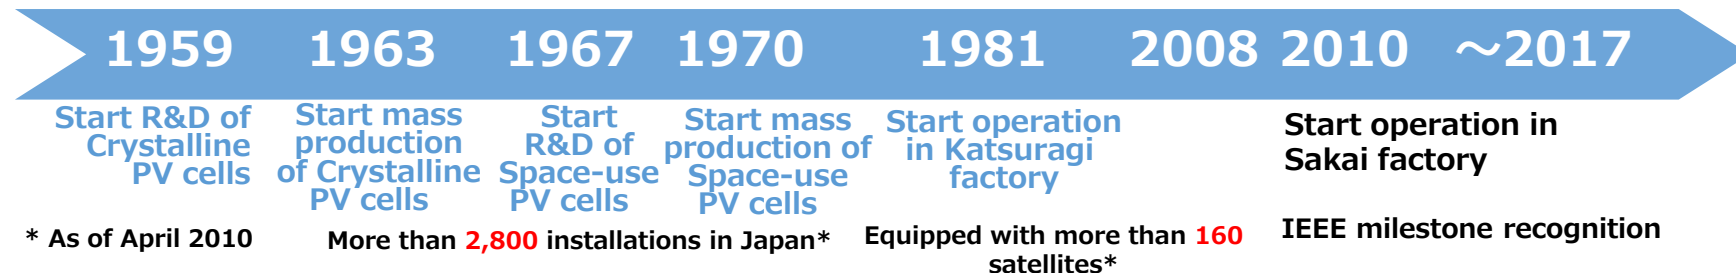 1959 1963 1967 1970 1981 2008 2010 ～2017
Start R&D of
Crystalline
PV cells
Start mass
production
of Crystalline
PV cells
Start
R&D of
Space-use
PV cells
Start mass
production of
Space-use
PV cells
Start operation
in Katsuragi
factory
Start operation in
Sakai factory
* As of April 2010
More than 2,800 installations in Japan*
Equipped with more than 160
satellites*
IEEE milestone recognition